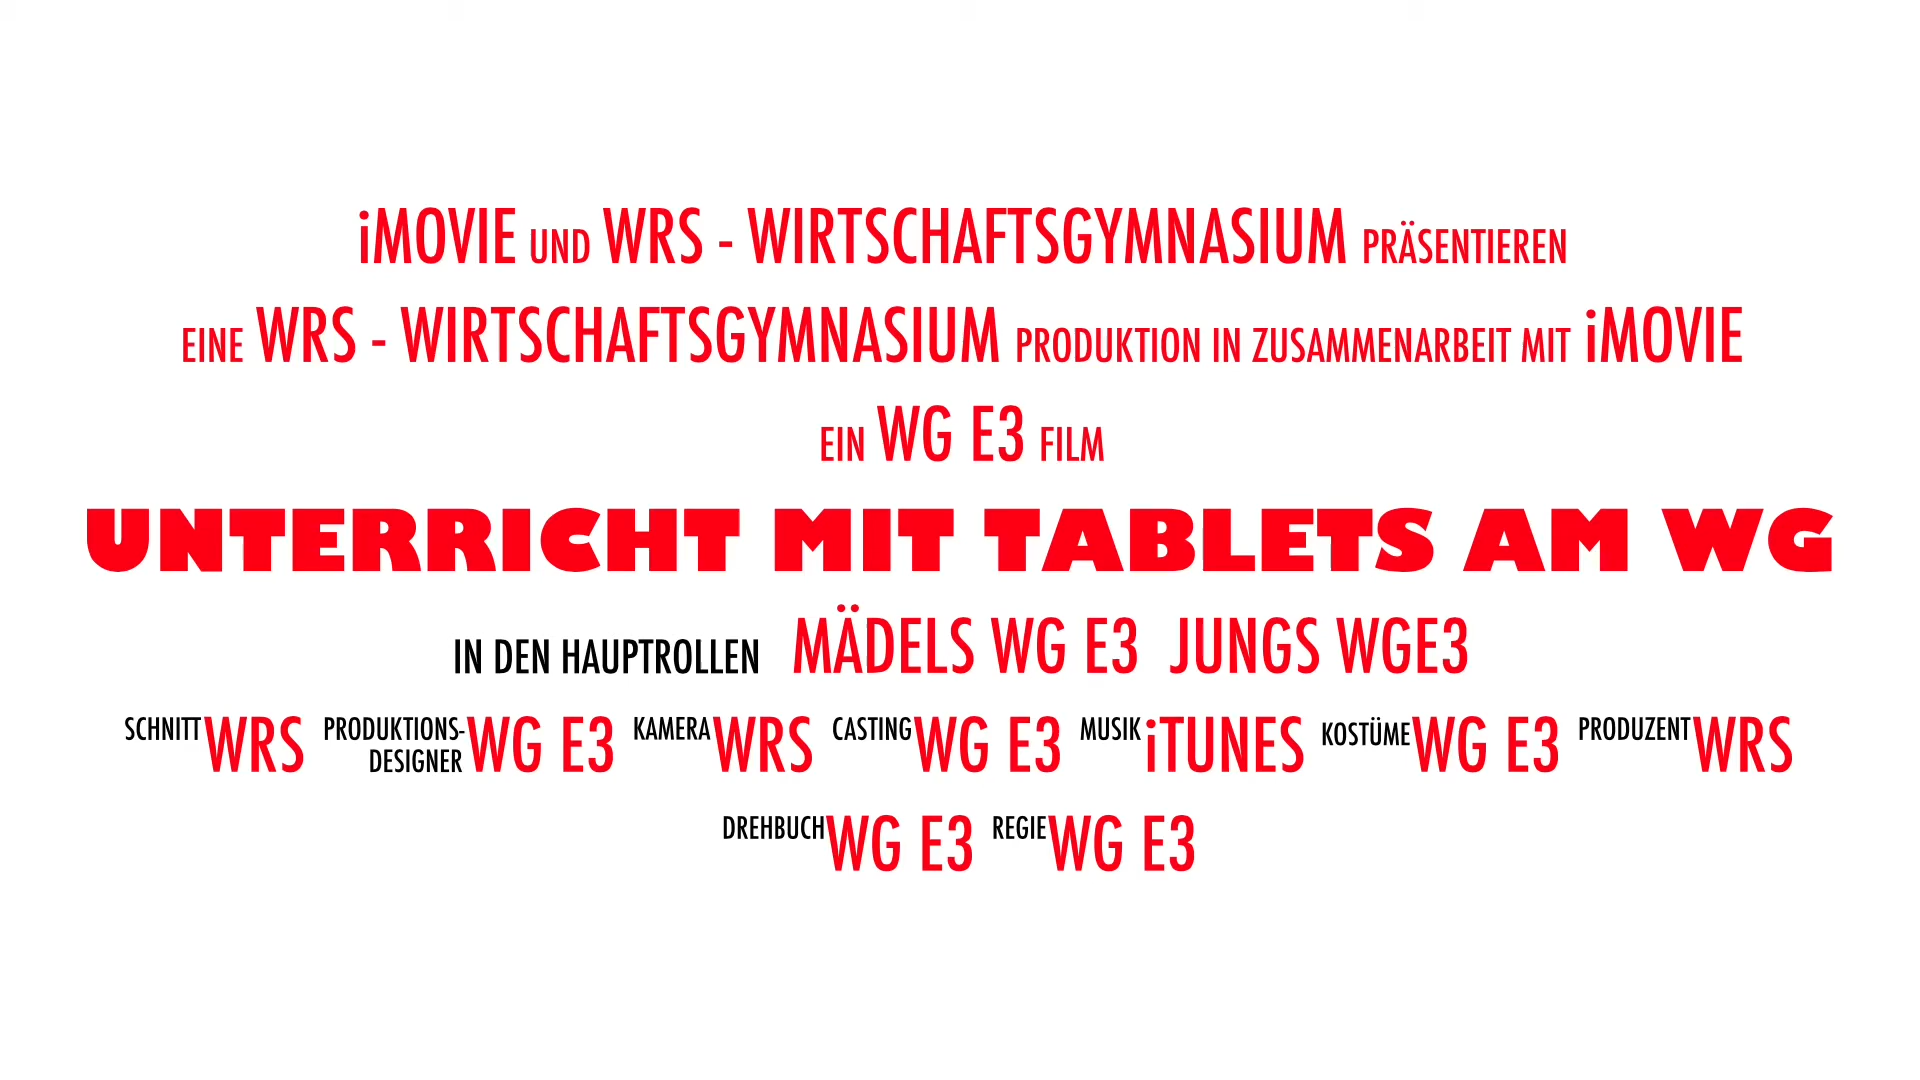 iMOVIE UND WRS - WIRTSCHAFTSGYMNASIUM PRÄSENTIEREN
EINE WRS - WIRTSCHAFTSGYMNASIUM PRODUKTION IN ZUSAMMENARBEIT MIT iMOVIE
EIN WG E3 FILM
UNTERRICHT MIT TABLETS AM WG
IN DEN HAUPTROLLEN MÄDELS WG E3 JUNGS WGE3
SCHNITT WRS PRODUKTIONS-DESIGNER WG E3 KAMERA WRS CASTING WG E3 MUSIK iTUNES KOSTÜME WG E3 PRODUZENT WRS
DREHBUCH WG E3 REGIE WG E3